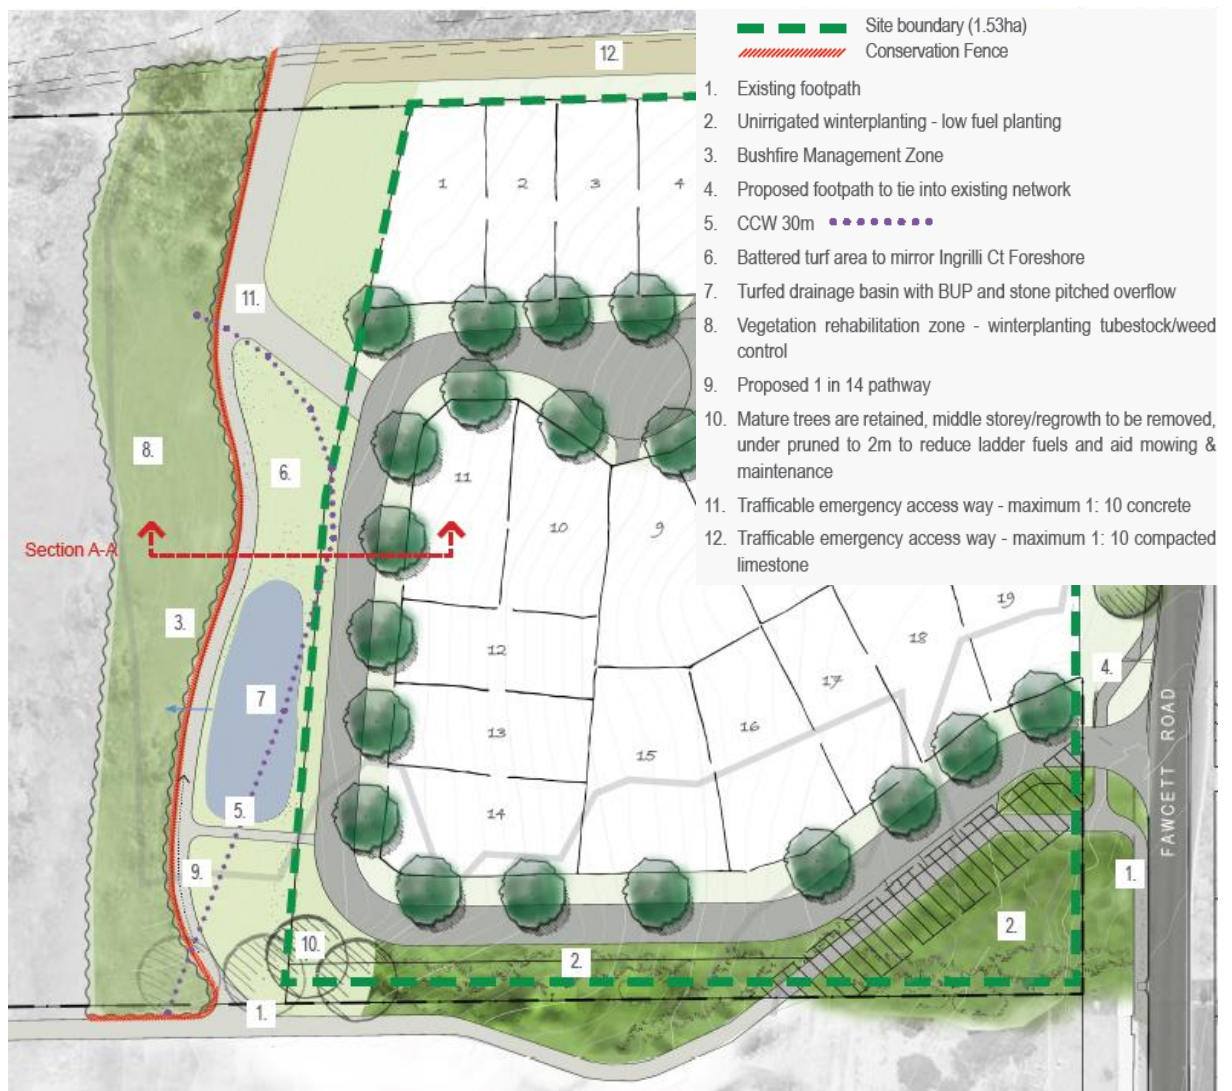 Site boundary (1.53ha)
Conservation Fence
1. Existing footpath
2. Unirrigated winterplanting - low fuel planting
3. Bushfire Management Zone
4. Proposed footpath to tie into existing network
5. CCW 30m
6. Battered turf area to mirror Ingrilli Ct Foreshore
7. Turfed drainage basin with BUP and stone pitched overflow
8. Vegetation rehabilitation zone - winterplanting tubestock/weed
control
9. Proposed 1 in 14 pathway
10. Mature trees are retained, middle storey/regrowth to be removed,
under pruned to 2m to reduce ladder fuels and aid mowing &
maintenance
11. Trafficable emergency access way - maximum 1: 10 concrete
12. Trafficable emergency access way - maximum 1: 10 compacted
limestone
12.
1
2
3
4
11.
8.
6.
11
10
9
Section A-A
3.
12
19
18
4.
7
17
13
16
15
FAWCETT ROAD
5.
14
9.
1.
10.
2.
2.
1.